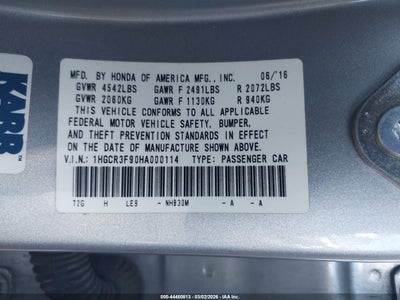 MFD. BY HONDA OF AMERICA MFG., INC. 06/16
GVWR 4542LBS GAWR F 2491LBS R 2072LBS
GVWR 2060KG GAWR F 1130KG R 940KG
THIS VEHICLE CONFORMS TO ALL APPLICABLE
FEDERAL MOTOR VEHICLE SAFETY, BUMPER,
AND THEFT PREVENTION STANDARDS IN EFFECT
ON THE DATE OF MANUFACTURE SHOWN ABOVE.
V.I.N.: 1HGCR3F90HA000114 TYPE: PASSENGER CAR
T2G H LE9 - NH830M - A - A
KARR
000-44460813 - 03/02/2026 - IAA Inc.